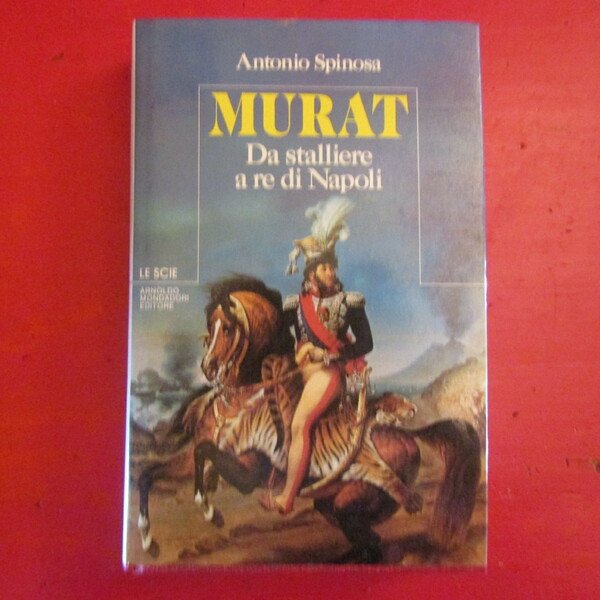 Antonio Spinosa
MURAT
Da stalliere
a re di Napoli
LE SCIE
ARNOLDO
MONDADORI
EDITORE